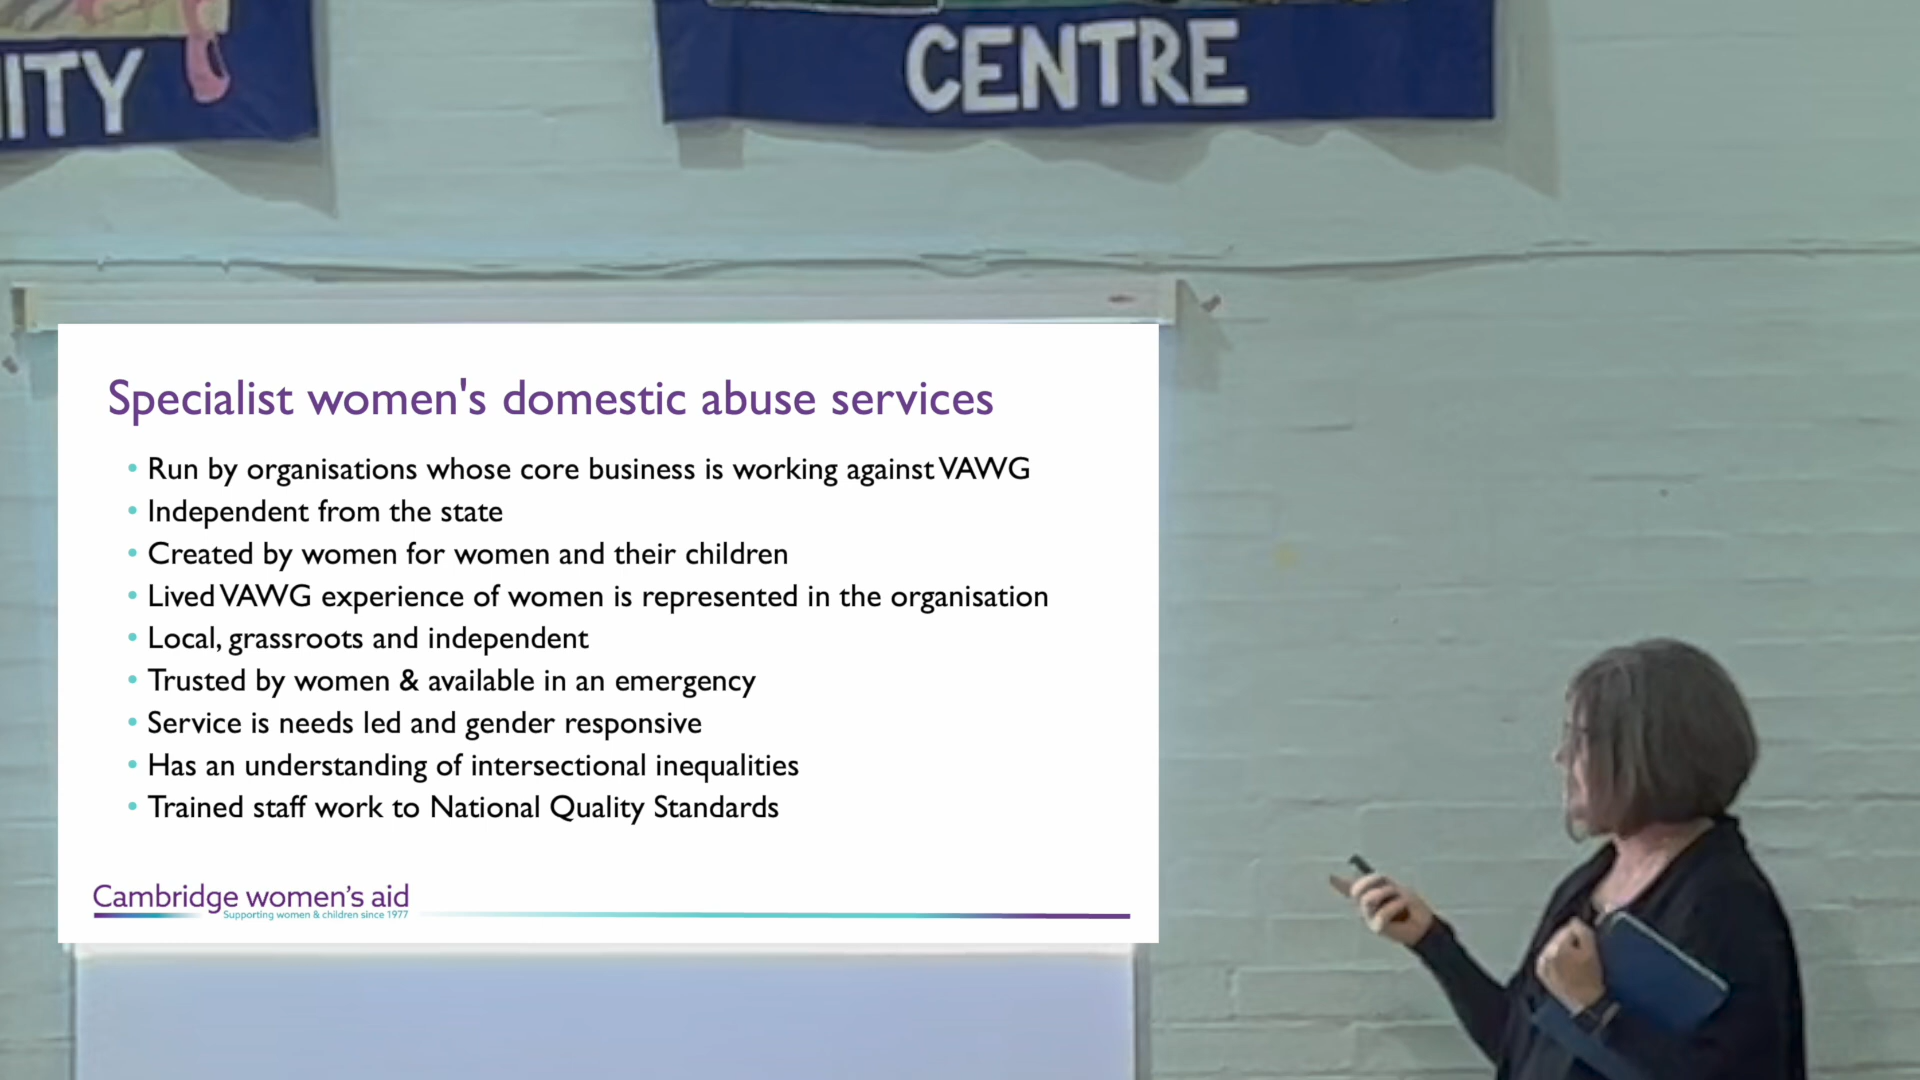 ITY
CENTRE
Specialist women's domestic abuse services
• Run by organisations whose core business is working against VAWG
• Independent from the state
• Created by women for women and their children
• Lived VAWG experience of women is represented in the organisation
• Local, grassroots and independent
• Trusted by women & available in an emergency
• Service is needs led and gender responsive
• Has an understanding of intersectional inequalities
• Trained staff work to National Quality Standards
Cambridge women's aid
Supporting women & children since 1977